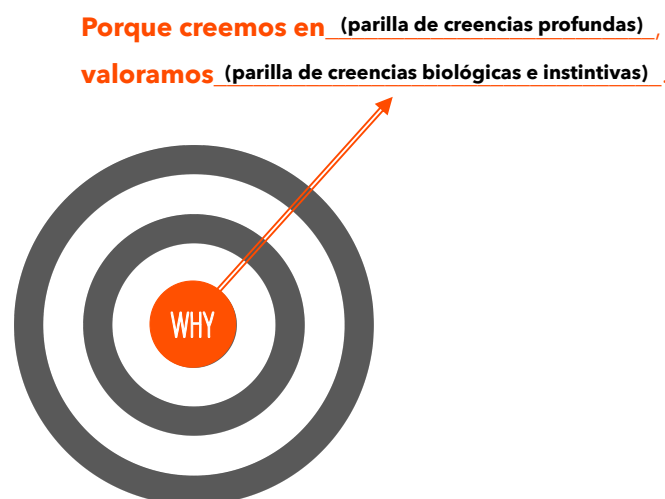 Porque creemos en (parilla de creencias profundas),
valoramos (parilla de creencias biológicas e instintivas).
WHY